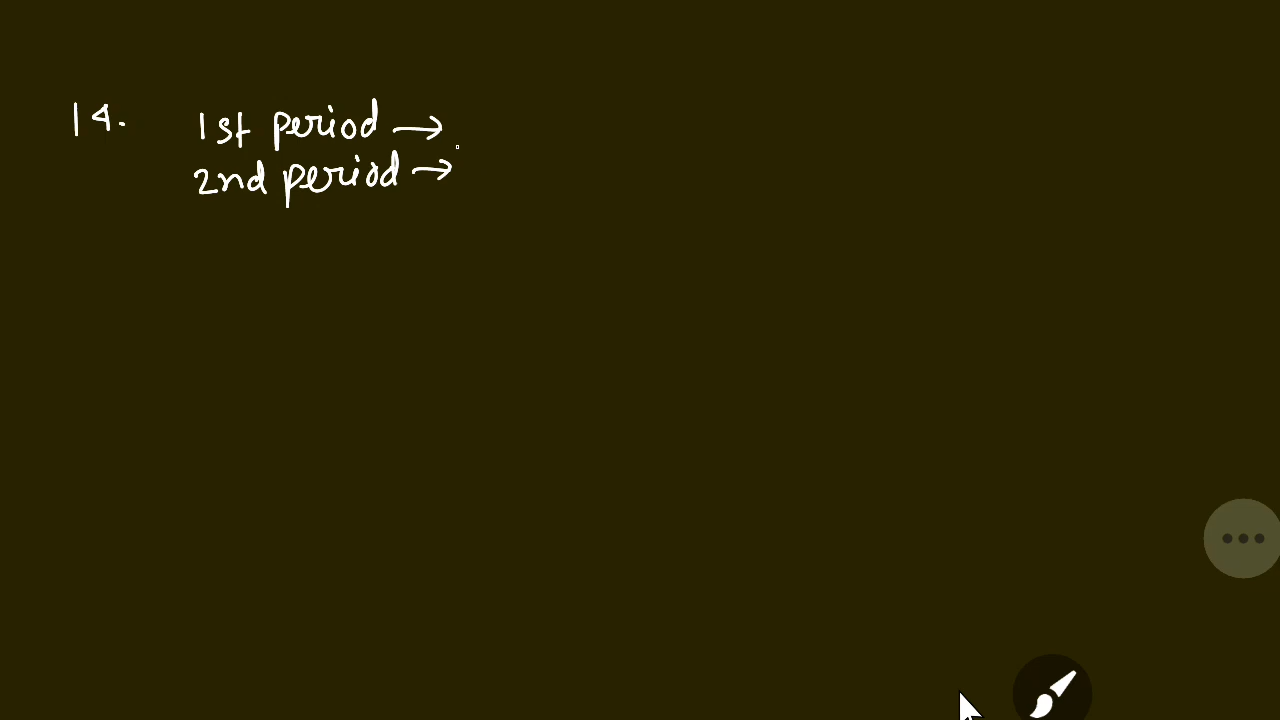 14. 1st period →
2nd period →